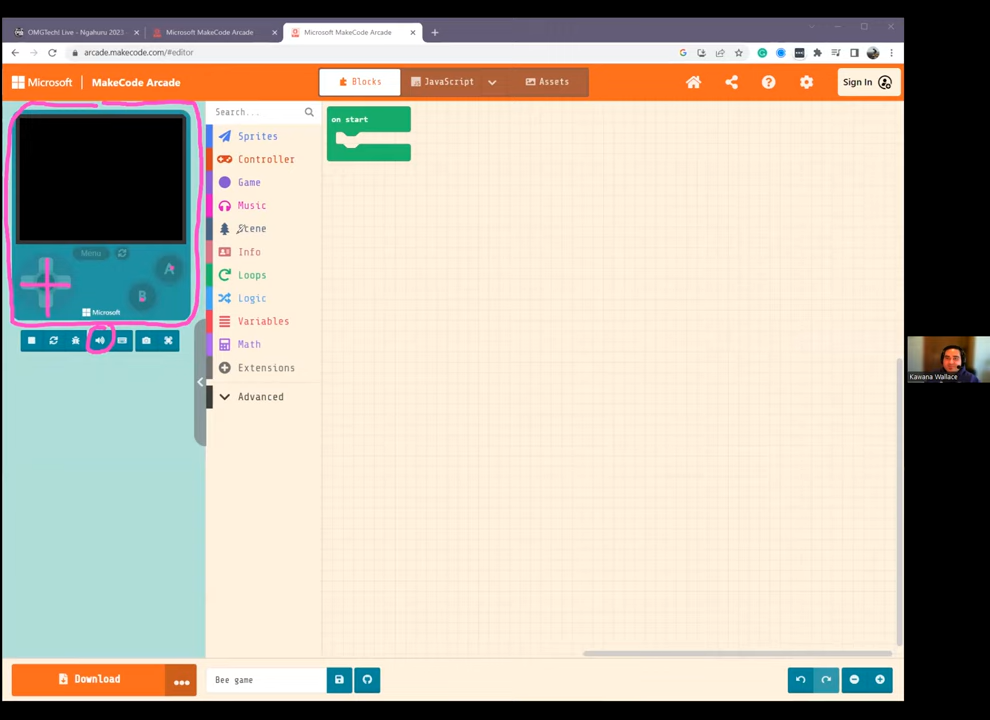 OMGTech! Live - Ngahuru 2023
Microsoft MakeCode Arcade
Microsoft MakeCode Arcade
arcade.makecode.com/#editor
Microsoft
MakeCode Arcade
Blocks
JavaScript
Assets
Sign In
Search...
on start
Sprites
Controller
Game
Music
Scene
Info
Loops
Logic
Variables
Math
Extensions
Advanced
Menu
A
B
Microsoft
Kawana Wallace
Download
Bee game